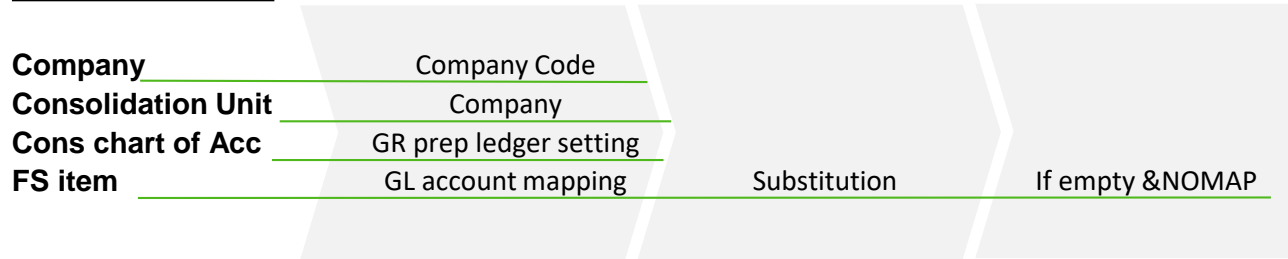 Company Company Code
Consolidation Unit Company
Cons chart of Acc GR prep ledger setting
FS item GL account mapping Substitution If empty &NOMAP